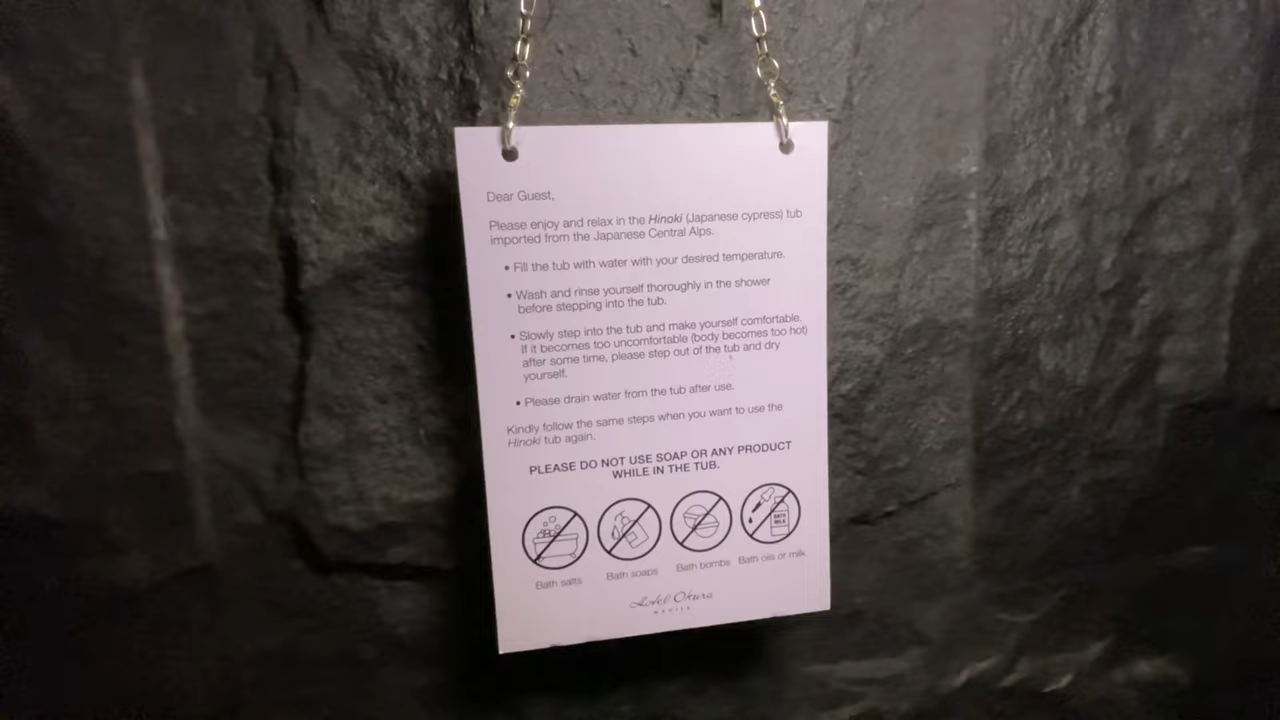 Dear Guest,
Please enjoy and relax in the Hinoki (Japanese cypress) tub
imported from the Japanese Central Alps.
• Fill the tub with water with your desired temperature.
• Wash and rinse yourself thoroughly in the shower
before stepping into the tub.
• Slowly step into the tub and make yourself comfortable.
If it becomes too uncomfortable (body becomes too hot)
after some time, please step out of the tub and dry
yourself.
• Please drain water from the tub after use.
Kindly follow the same steps when you want to use the
Hinoki tub again.
PLEASE DO NOT USE SOAP OR ANY PRODUCT
WHILE IN THE TUB.
BATH
MILK
Bath salts Bath soaps Bath bombs Bath oils or milk
Hotel Okura
MANILA